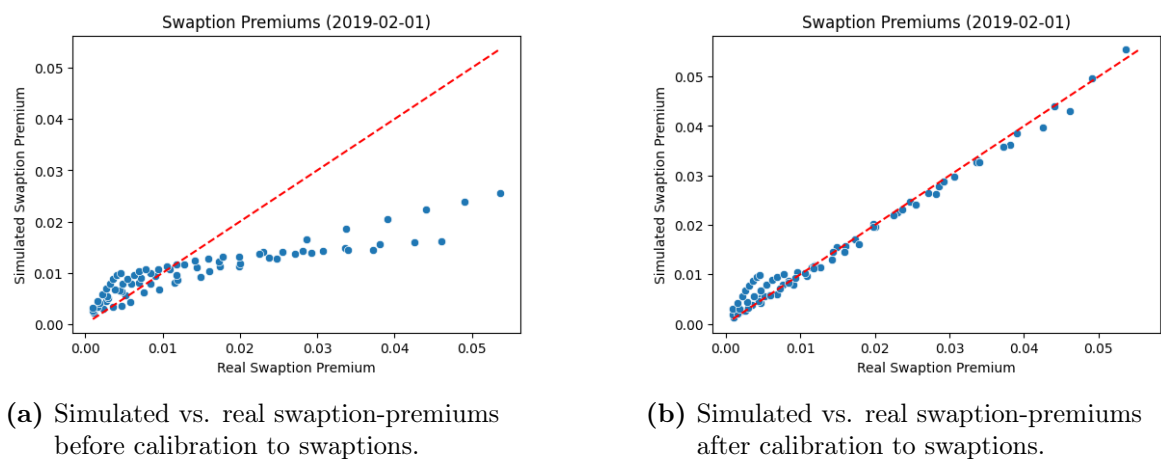 Swaption Premiums (2019-02-01)
Simulated Swaption Premium
0.05
0.04
0.03
0.02
0.01
0.00
0.00 0.01 0.02 0.03 0.04 0.05
Real Swaption Premium
(a) Simulated vs. real swaption-premiums
before calibration to swaptions.
Swaption Premiums (2019-02-01)
Simulated Swaption Premium
0.05
0.04
0.03
0.02
0.01
0.00
0.00 0.01 0.02 0.03 0.04 0.05
Real Swaption Premium
(b) Simulated vs. real swaption-premiums
after calibration to swaptions.